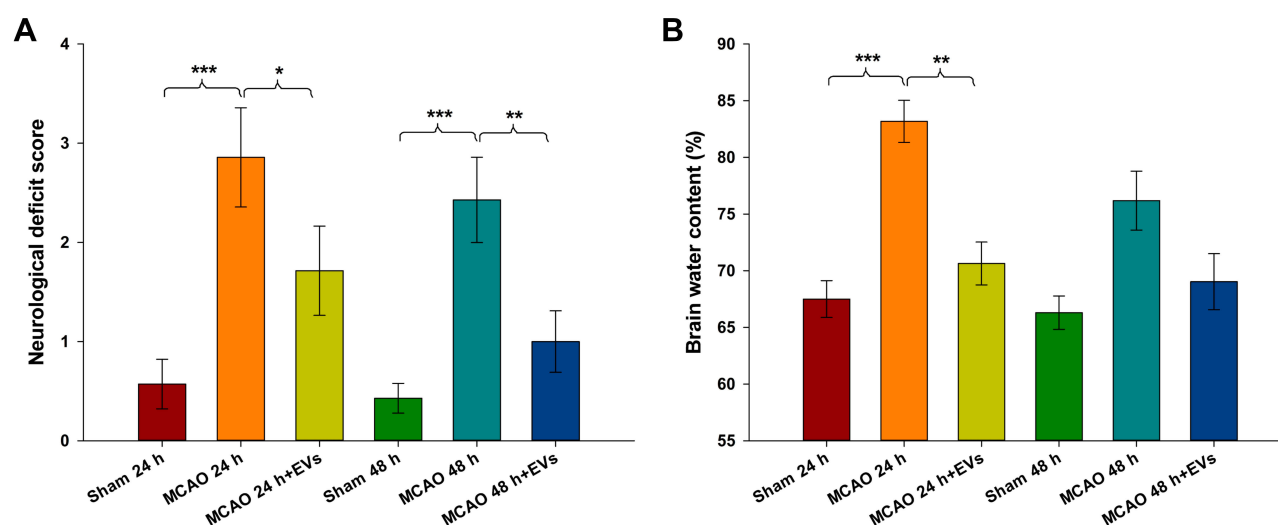 A
Neurological deficit score
4
3
2
1
0
***
*
***
**
Sham 24 h
MCAO 24 h
MCAO 24 h+EVs
Sham 48 h
MCAO 48 h
MCAO 48 h+EVs
B
Brain water content (%)
90
85
80
75
70
65
60
55
***
**
Sham 24 h
MCAO 24 h
MCAO 24 h+EVs
Sham 48 h
MCAO 48 h
MCAO 48 h+EVs